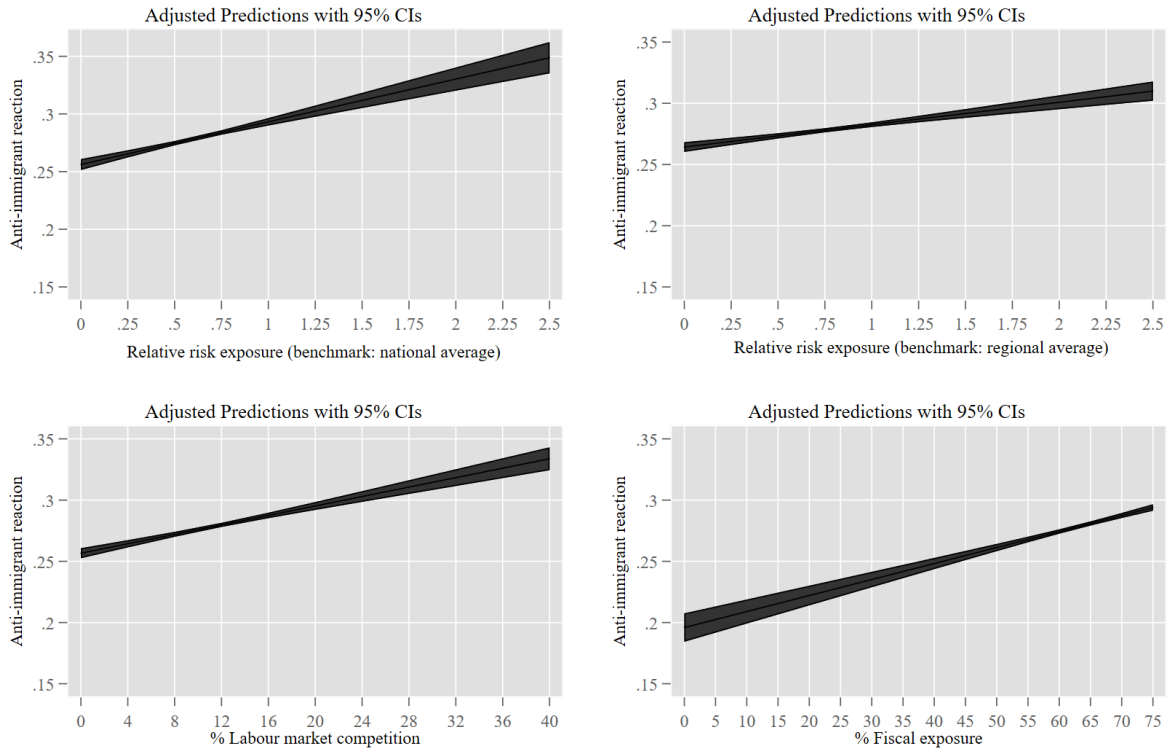 Adjusted Predictions with 95% CIs
Anti-immigrant reaction
.35
.3
.25
.2
.15
0 .25 .5 .75 1 1.25 1.5 1.75 2 2.25 2.5
Relative risk exposure (benchmark: national average)
Adjusted Predictions with 95% CIs
Anti-immigrant reaction
.35
.3
.25
.2
.15
0 .25 .5 .75 1 1.25 1.5 1.75 2 2.25 2.5
Relative risk exposure (benchmark: regional average)
Adjusted Predictions with 95% CIs
Anti-immigrant reaction
.35
.3
.25
.2
.15
0 4 8 12 16 20 24 28 32 36 40
% Labour market competition
Adjusted Predictions with 95% CIs
Anti-immigrant reaction
.35
.3
.25
.2
.15
0 5 10 15 20 25 30 35 40 45 50 55 60 65 70 75
% Fiscal exposure